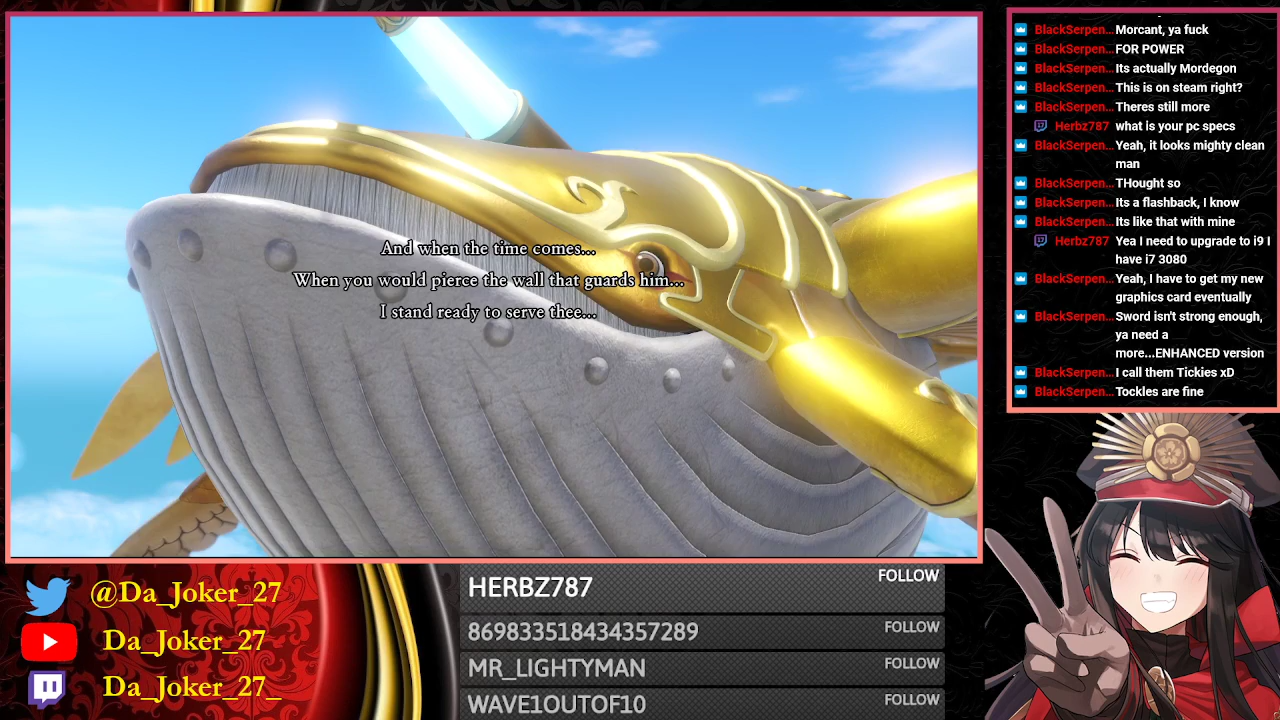 And when the time comes...
When you would pierce the wall that guards him...
I stand ready to serve thee...
BlackSerpen... Morcant, ya fuck
BlackSerpen... FOR POWER
BlackSerpen... Its actually Mordegon
BlackSerpen... This is on steam right?
BlackSerpen... Theres still more
Herbz787 what is your pc specs
BlackSerpen... Yeah, it looks mighty clean
man
BlackSerpen... THought so
BlackSerpen... Its a flashback, I know
BlackSerpen... Its like that with mine
Herbz787 Yea I need to upgrade to i9 I
have i7 3080
BlackSerpen... Yeah, I have to get my new
graphics card eventually
BlackSerpen... Sword isn't strong enough,
ya need a
more...ENHANCED version
BlackSerpen... I call them Tickies xD
BlackSerpen... Tockles are fine
@Da_Joker_27
Da_Joker_27
Da_Joker_27_
HERBZ787 FOLLOW
869833518434357289 FOLLOW
MR_LIGHTYMAN FOLLOW
WAVE1OUTOF10 FOLLOW